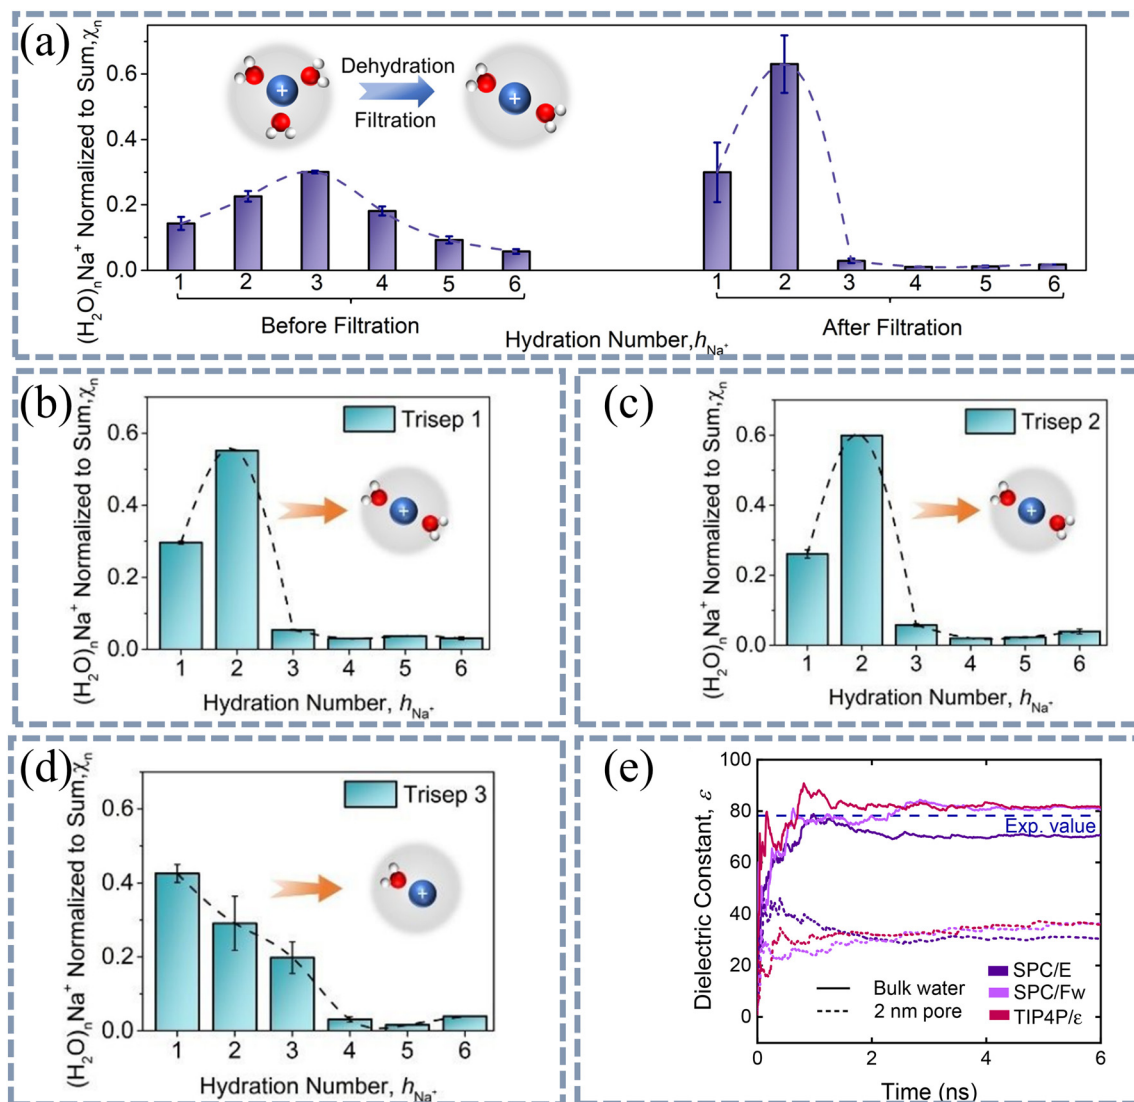 (a)
(H₂O)ₙNa⁺ Normalized to Sum,χₙ
0.6
0.4
0.2
0.0
Dehydration
Filtration
+
+
1 2 3 4 5 6
1 2 3 4 5 6
Before Filtration
After Filtration
Hydration Number,hNa⁺
(b)
(H₂O)ₙNa⁺ Normalized to Sum,χₙ
0.6
0.4
0.2
0.0
Trisep 1
+
1 2 3 4 5 6
Hydration Number, hNa⁺
(c)
(H₂O)ₙNa⁺ Normalized to Sum,χₙ
0.6
0.4
0.2
0.0
Trisep 2
+
1 2 3 4 5 6
Hydration Number, hNa⁺
(d)
(H₂O)ₙNa⁺ Normalized to Sum,χₙ
0.6
0.4
0.2
0.0
Trisep 3
+
1 2 3 4 5 6
Hydration Number, hNa⁺
(e)
Dielectric Constant, ε
100
80
60
40
20
0
Exp. value
Bulk water
2 nm pore
SPC/E
SPC/Fw
TIP4P/ε
0 2 4 6
Time (ns)